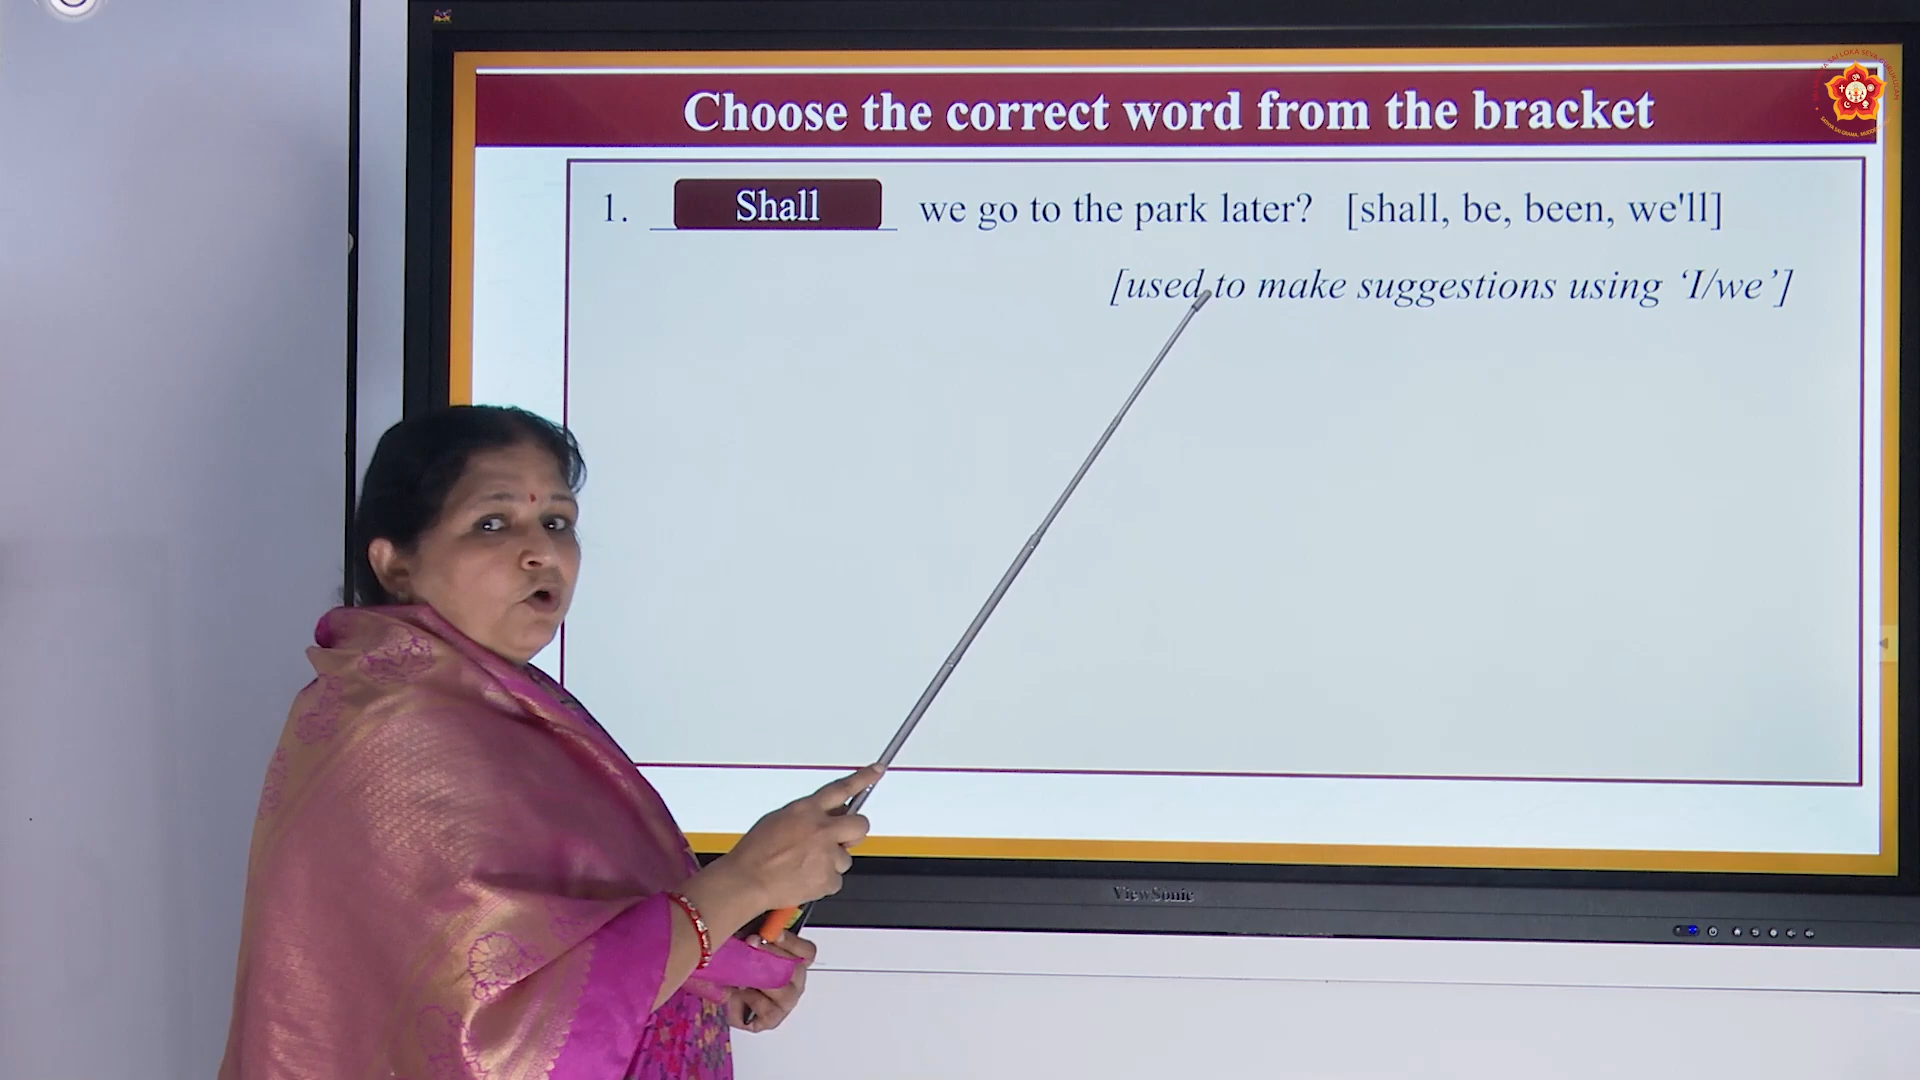 Choose the correct word from the bracket
1. Shall we go to the park later? [shall, be, been, we'll]
[used to make suggestions using ‘I/we’]
ViewSonic